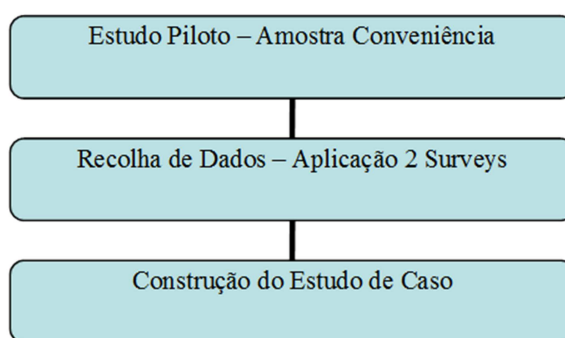 Estudo Piloto – Amostra Conveniência
Recolha de Dados – Aplicação 2 Surveys
Construção do Estudo de Caso